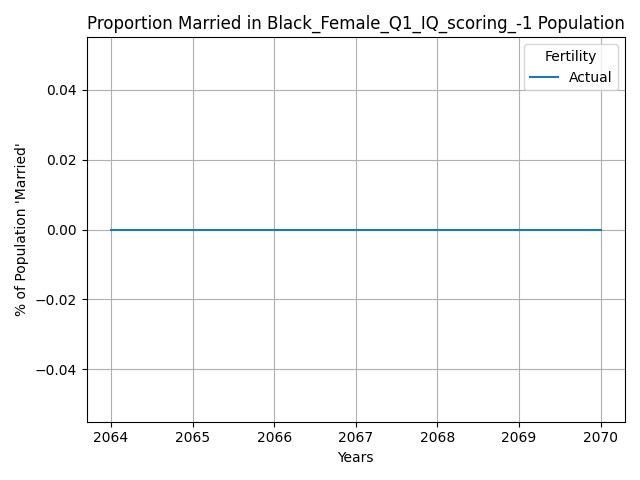 Proportion Married in Black_Female_Q1_IQ_scoring_-1 Population
Fertility
Actual
% of Population 'Married'
0.04
0.02
0.00
−0.02
−0.04
2064 2065 2066 2067 2068 2069 2070
Years